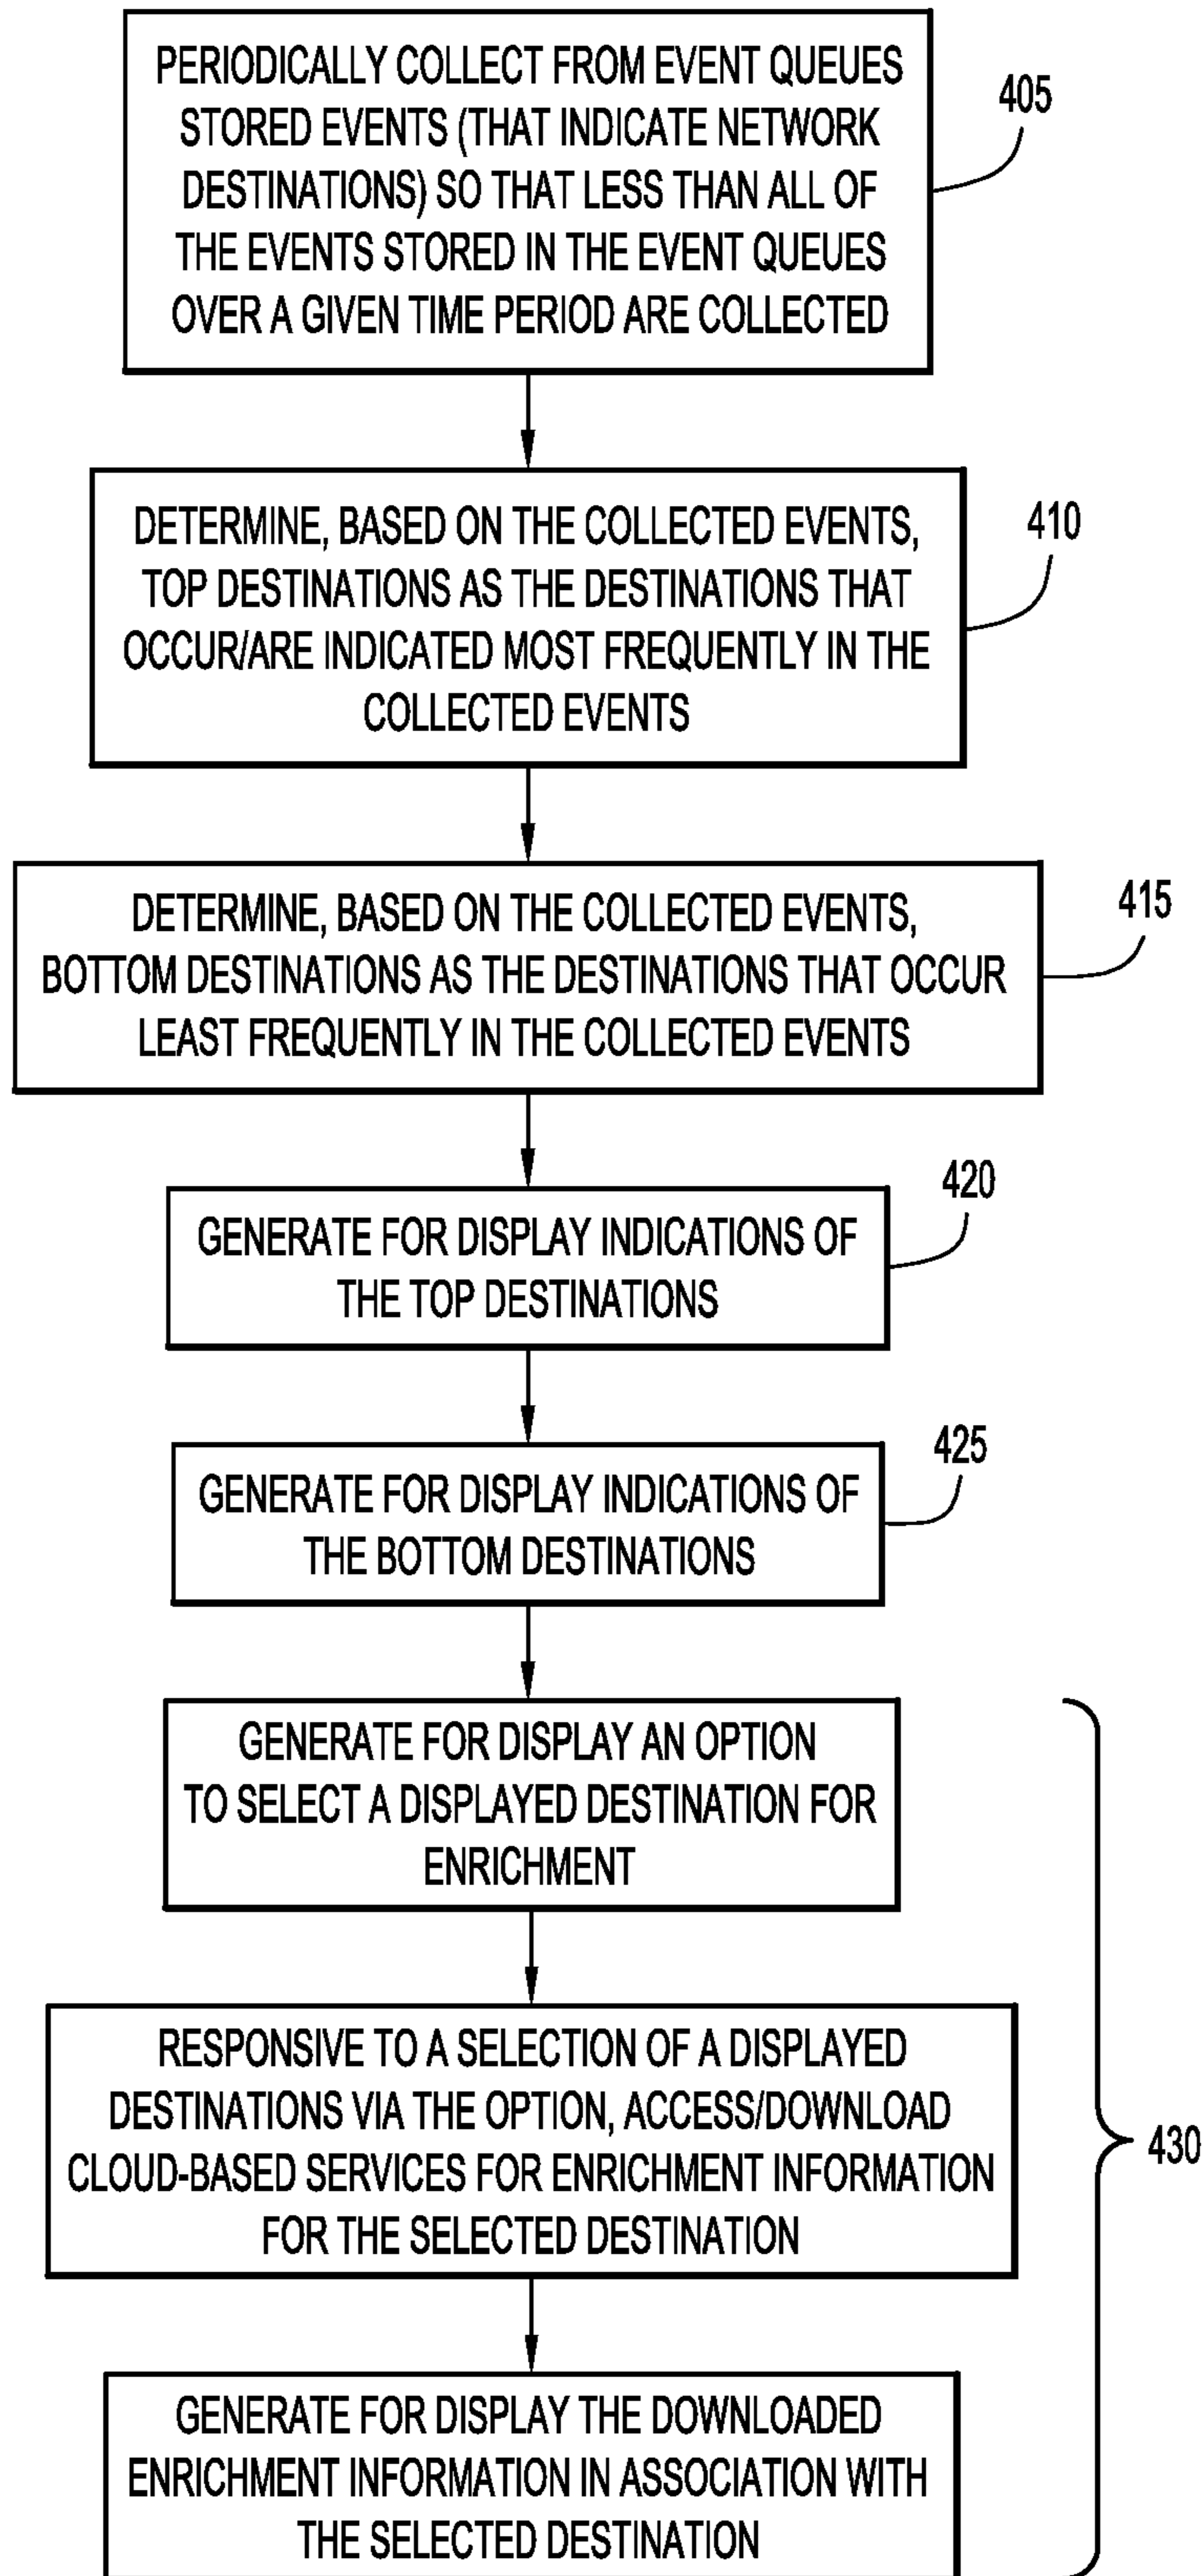 PERIODICALLY COLLECT FROM EVENT QUEUES
STORED EVENTS (THAT INDICATE NETWORK
DESTINATIONS) SO THAT LESS THAN ALL OF
THE EVENTS STORED IN THE EVENT QUEUES
OVER A GIVEN TIME PERIOD ARE COLLECTED
405
DETERMINE, BASED ON THE COLLECTED EVENTS,
TOP DESTINATIONS AS THE DESTINATIONS THAT
OCCUR/ARE INDICATED MOST FREQUENTLY IN THE
COLLECTED EVENTS
410
DETERMINE, BASED ON THE COLLECTED EVENTS,
BOTTOM DESTINATIONS AS THE DESTINATIONS THAT OCCUR
LEAST FREQUENTLY IN THE COLLECTED EVENTS
415
GENERATE FOR DISPLAY INDICATIONS OF
THE TOP DESTINATIONS
420
GENERATE FOR DISPLAY INDICATIONS OF
THE BOTTOM DESTINATIONS
425
GENERATE FOR DISPLAY AN OPTION
TO SELECT A DISPLAYED DESTINATION FOR
ENRICHMENT
RESPONSIVE TO A SELECTION OF A DISPLAYED
DESTINATIONS VIA THE OPTION, ACCESS/DOWNLOAD
CLOUD-BASED SERVICES FOR ENRICHMENT INFORMATION
FOR THE SELECTED DESTINATION
430
GENERATE FOR DISPLAY THE DOWNLOADED
ENRICHMENT INFORMATION IN ASSOCIATION WITH
THE SELECTED DESTINATION